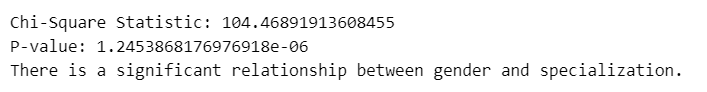 Chi-Square Statistic: 104.46891913608455
P-value: 1.2453868176976918e-06
There is a significant relationship between gender and specialization.